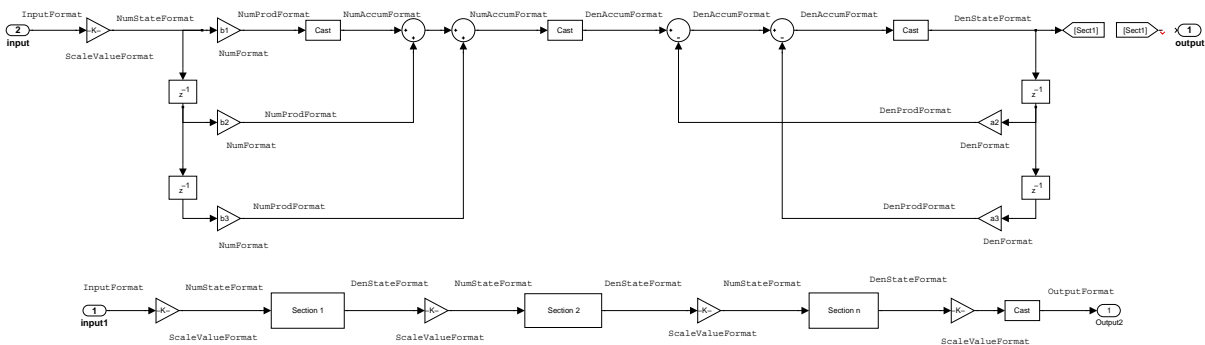 InputFormat NumStateFormat NumProdFormat NumAccumFormat NumAccumFormat DenAccumFormat DenAccumFormat DenAccumFormat DenStateFormat
2 -K- b1 Cast + + + + Cast + − + − Cast [Sect1] [Sect1] 1
input output
ScaleValueFormat
NumFormat
z−1 z−1
NumProdFormat DenProdFormat
b2 a2
NumFormat DenFormat
z−1 z−1
NumProdFormat DenProdFormat
b3 a3
NumFormat DenFormat
InputFormat NumStateFormat DenStateFormat NumStateFormat DenStateFormat NumStateFormat DenStateFormat OutputFormat
1 -K- Section 1 -K- Section 2 -K- Section n -K- Cast 1
input1 Output2
ScaleValueFormat ScaleValueFormat ScaleValueFormat ScaleValueFormat